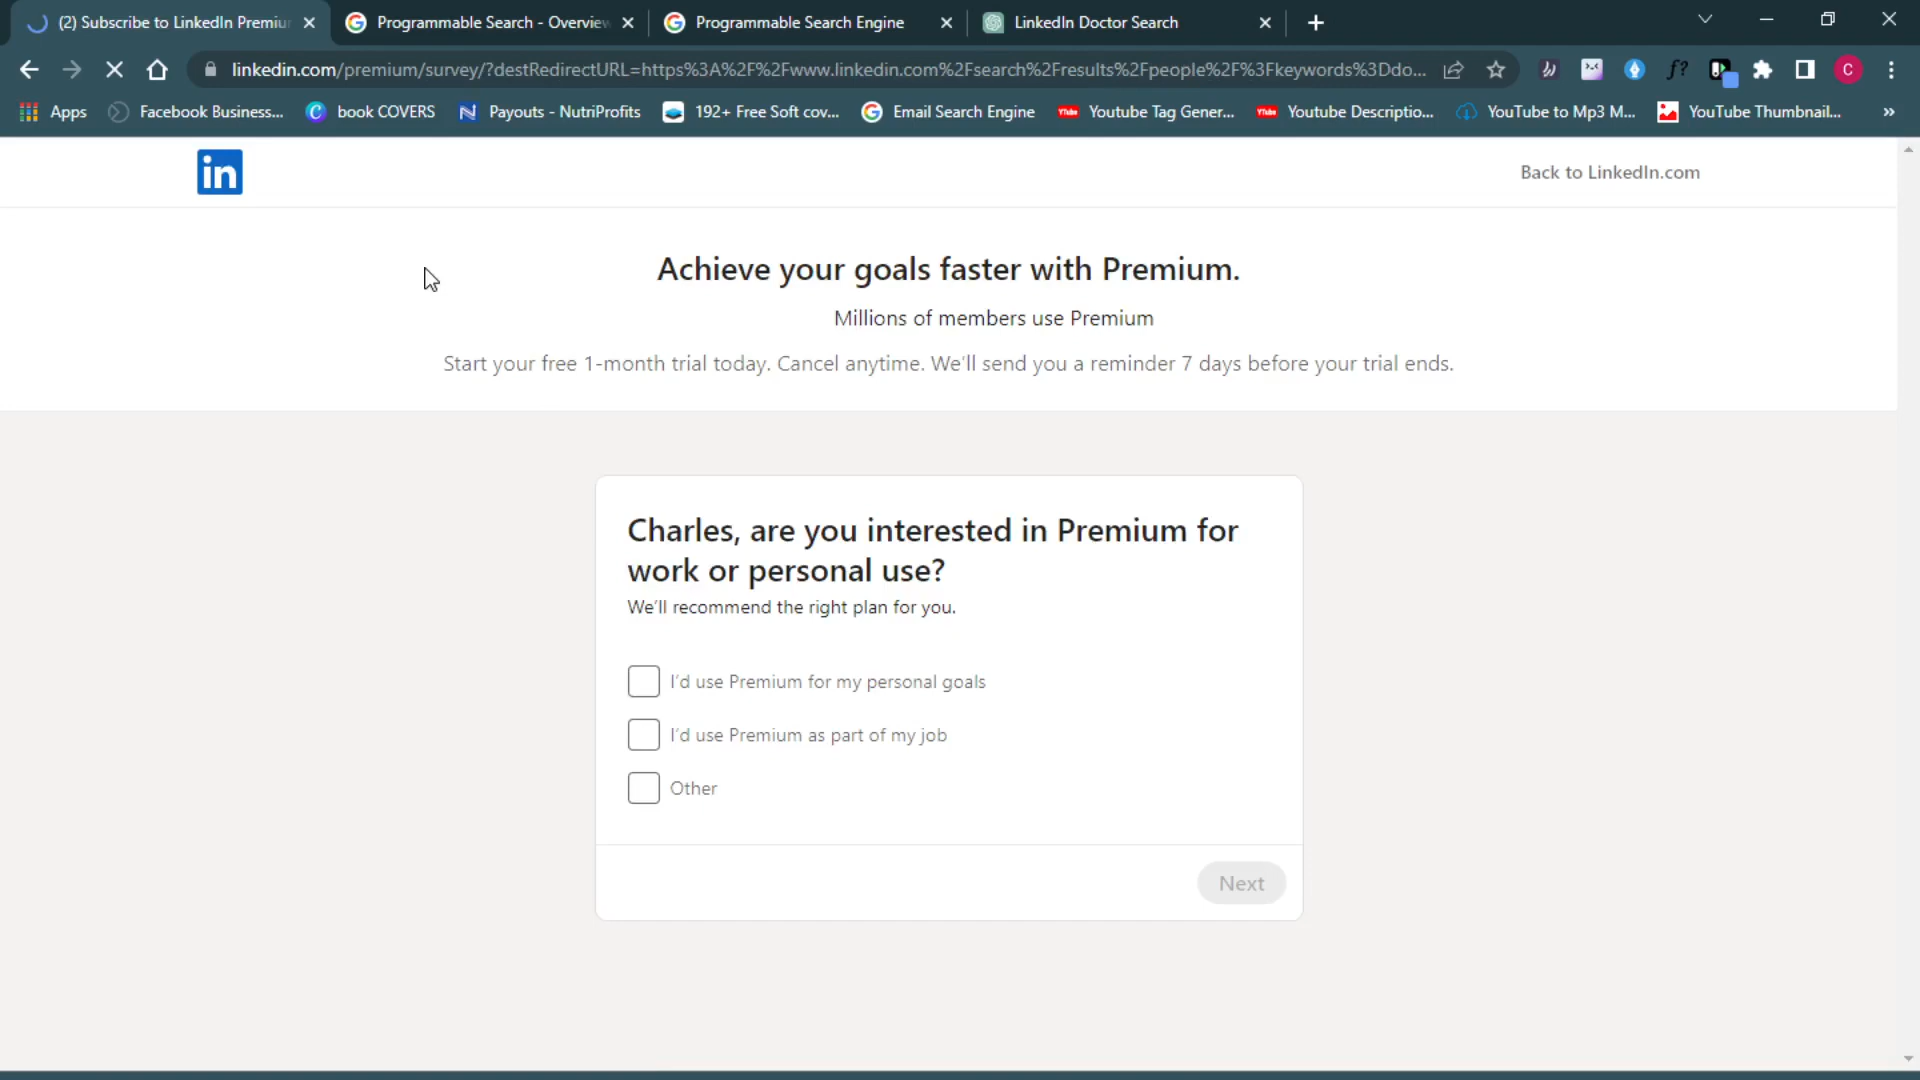 (2) Subscribe to LinkedIn Premiu
Programmable Search - Overview
Programmable Search Engine
LinkedIn Doctor Search
linkedin.com/premium/survey/?destRedirectURL=https%3A%2F%2Fwww.linkedin.com%2Fsearch%2Fresults%2Fpeople%2F%3Fkeywords%3Ddo...
f?
C
Apps
Facebook Business...
book COVERS
Payouts - NutriProfits
192+ Free Soft cov...
Email Search Engine
Youtube Tag Gener...
Youtube Descriptio...
YouTube to Mp3 M...
YouTube Thumbnail...
»
in
Back to LinkedIn.com
Achieve your goals faster with Premium.
Millions of members use Premium
Start your free 1-month trial today. Cancel anytime. We'll send you a reminder 7 days before your trial ends.
Charles, are you interested in Premium for
work or personal use?
We'll recommend the right plan for you.
I'd use Premium for my personal goals
I'd use Premium as part of my job
Other
Next